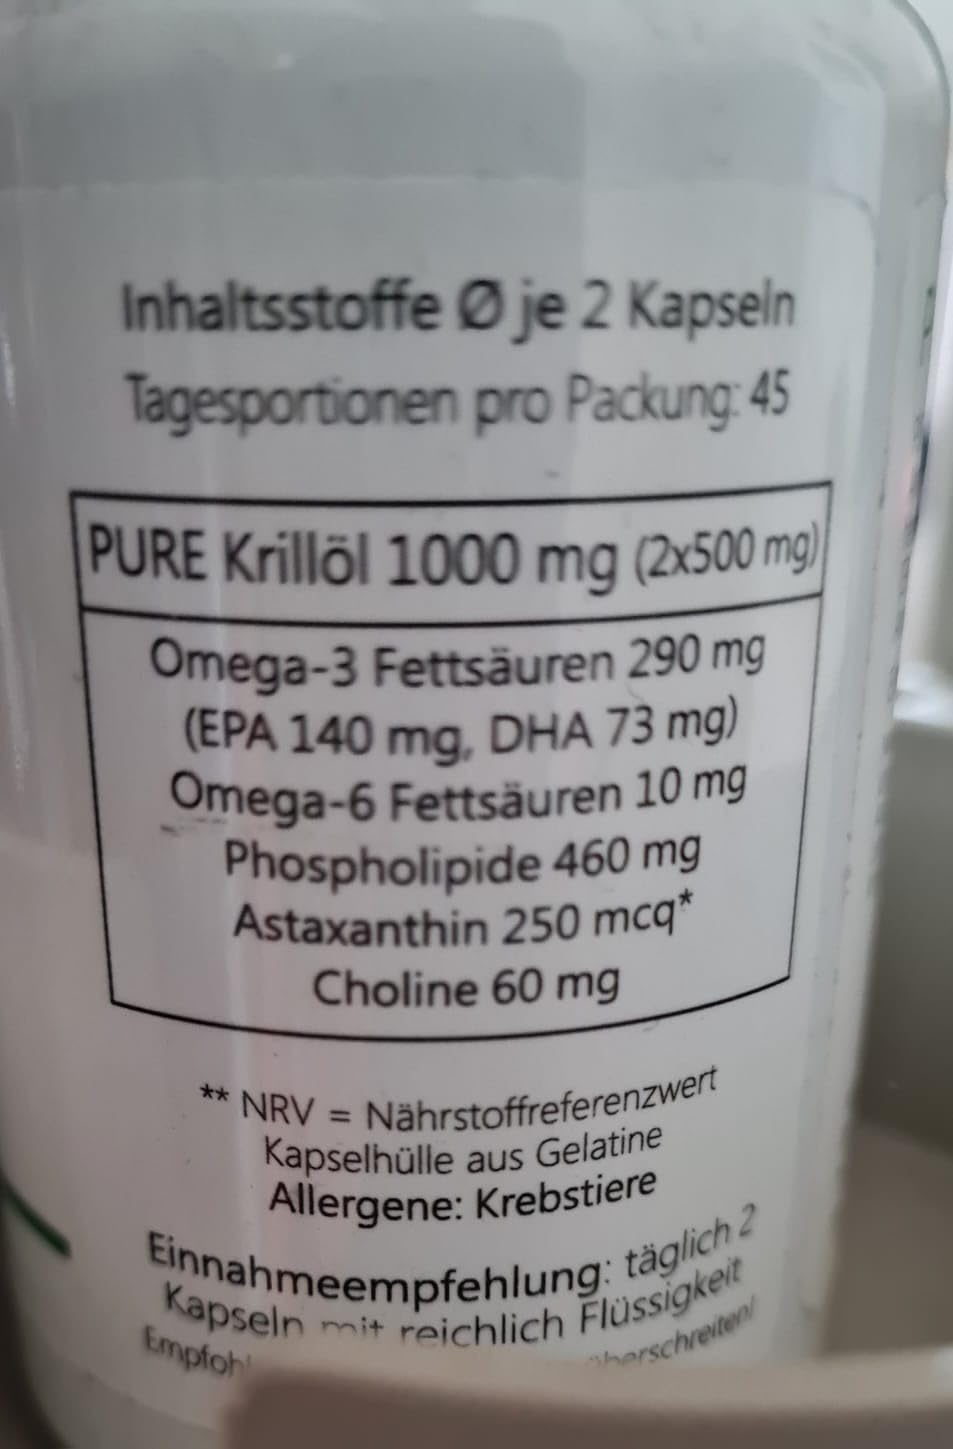 Inhaltsstoffe Ø je 2 Kapseln
Tagesportionen pro Packung: 45
PURE Krillöl 1000 mg (2x500 mg)
Omega-3 Fettsäuren 290 mg
(EPA 140 mg, DHA 73 mg)
Omega-6 Fettsäuren 10 mg
Phospholipide 460 mg
Astaxanthin 250 mcq*
Choline 60 mg
** NRV = Nährstoffreferenzwert
Kapselhülle aus Gelatine
Allergene: Krebstiere
Einnahmeempfehlung: täglich 2
Kapseln mit reichlich Flüssigkeit